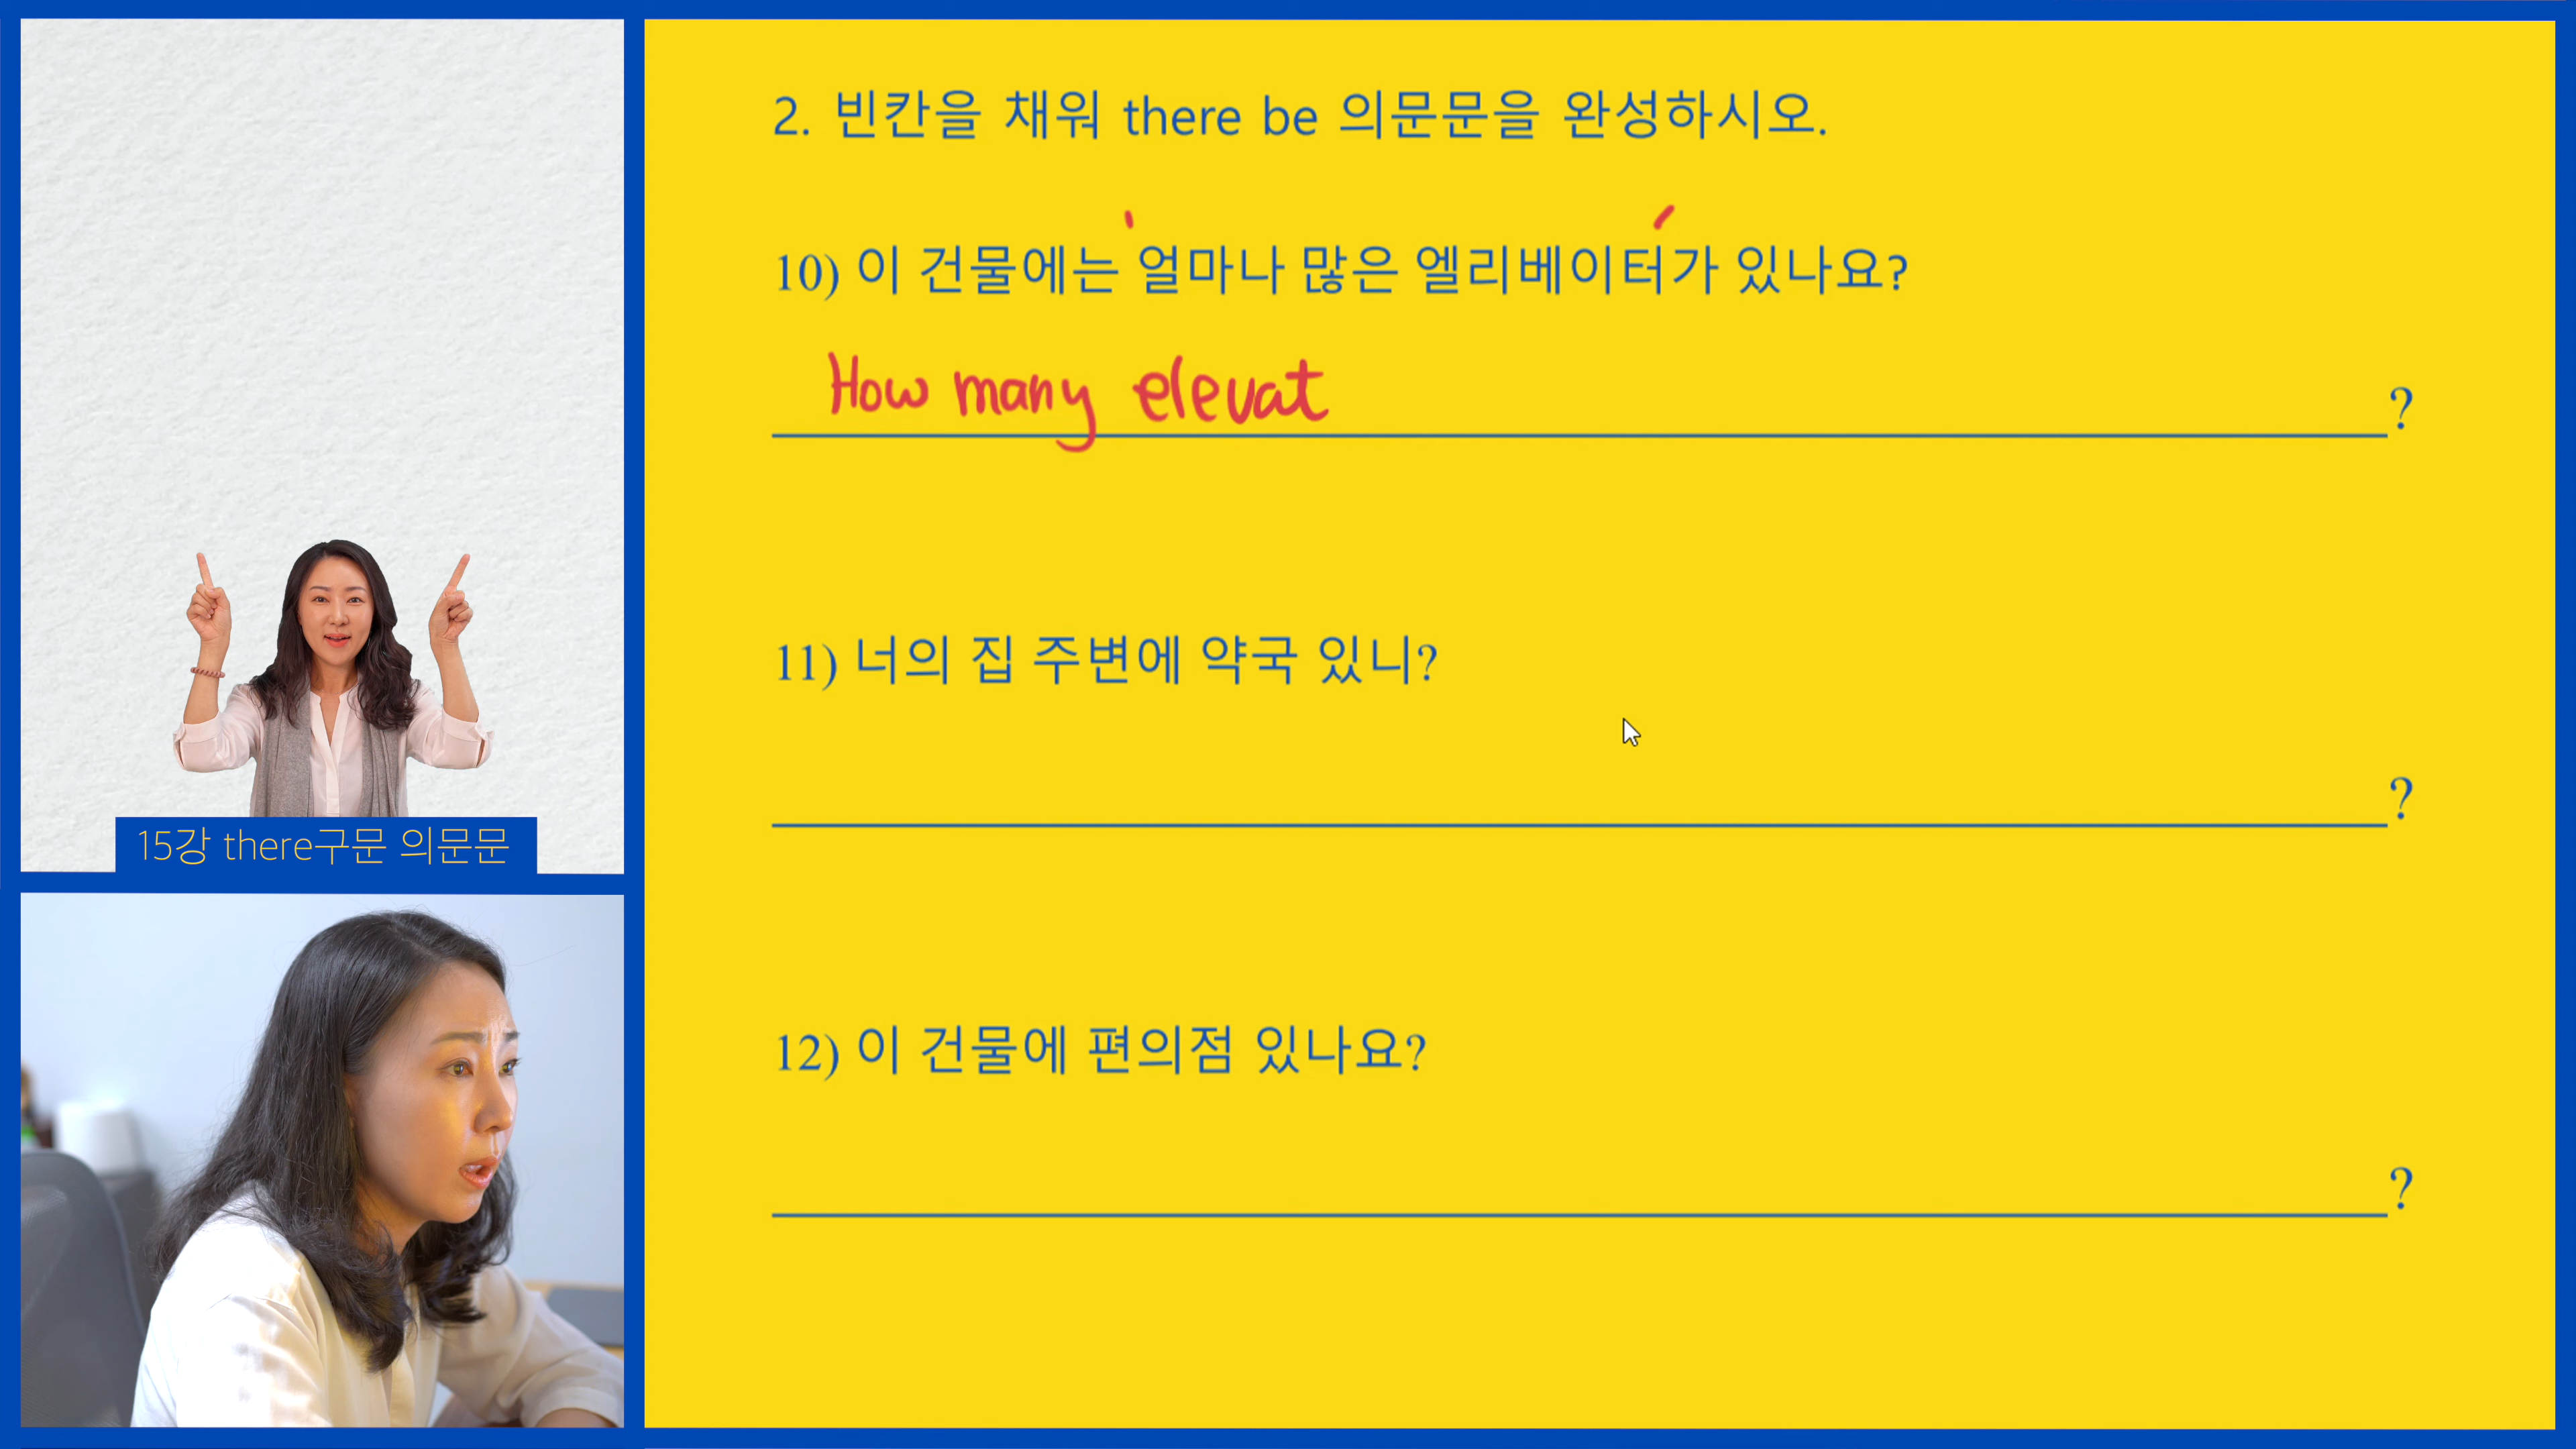 2. 빈칸을 채워 there be 의문문을 완성하시오.
10) 이 건물에는 얼마나 많은 엘리베이터가 있나요?
How many elevat ?
11) 너의 집 주변에 약국 있니?
?
12) 이 건물에 편의점 있나요?
?
15강 there구문 의문문